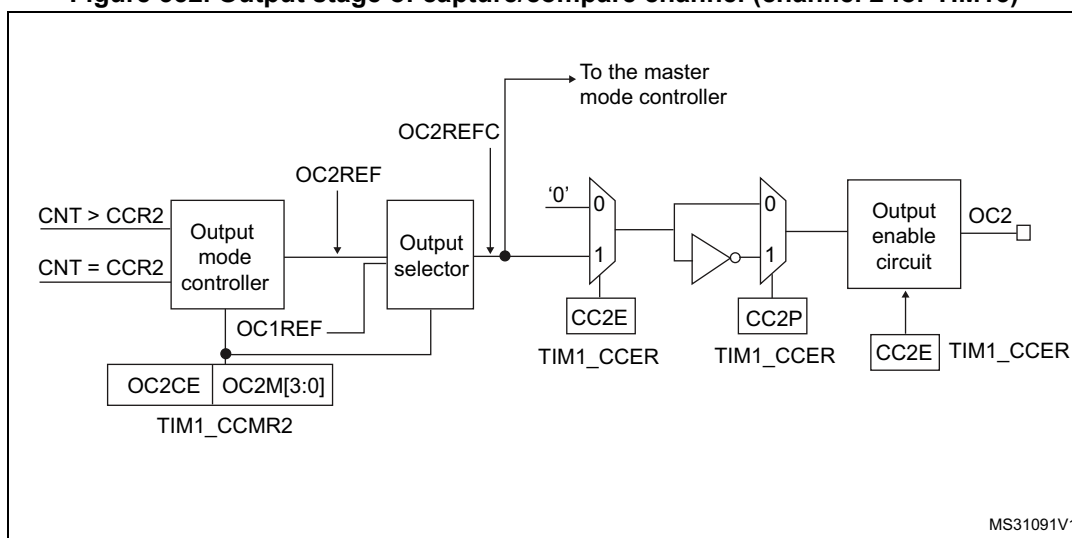 Figure 352. Output stage of capture/compare channel (channel 2 for TIM15)
To the master
mode controller
OC2REFC
OC2REF
'0'
0
1
0
1
CNT > CCR2
CNT = CCR2
Output
mode
controller
Output
selector
Output
enable
circuit
OC2
OC1REF
CC2E
TIM1_CCER
CC2P
TIM1_CCER
CC2E
TIM1_CCER
OC2CE
OC2M[3:0]
TIM1_CCMR2
MS31091V1